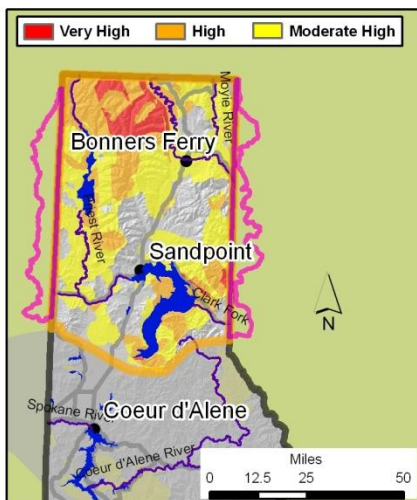 Very High High Moderate High
Moyie River
Bonners Ferry
Priest River
Sandpoint
Clark Fork
N
Spokane River
Coeur d'Alene
Coeur d'Alene River
Miles
0 12.5 25 50